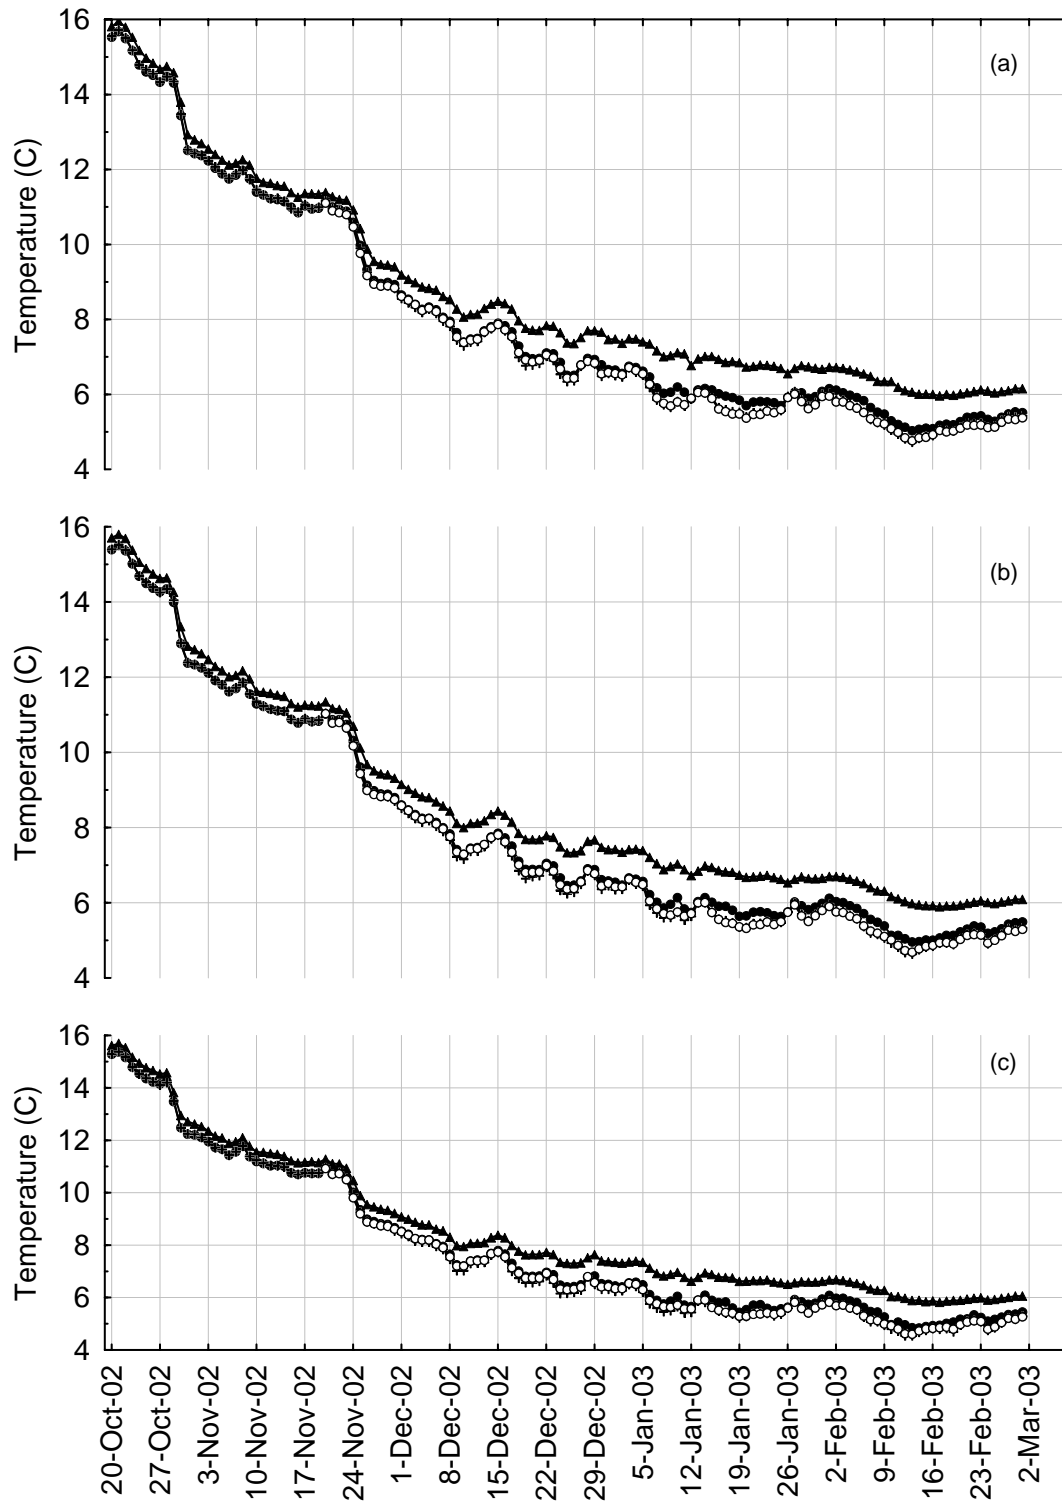 16
14
12
10
8
6
4
Temperature (C)
(a)
16
14
12
10
8
6
4
Temperature (C)
(b)
16
14
12
10
8
6
4
Temperature (C)
(c)
20-Oct-02
27-Oct-02
3-Nov-02
10-Nov-02
17-Nov-02
24-Nov-02
1-Dec-02
8-Dec-02
15-Dec-02
22-Dec-02
29-Dec-02
5-Jan-03
12-Jan-03
19-Jan-03
26-Jan-03
2-Feb-03
9-Feb-03
16-Feb-03
23-Feb-03
2-Mar-03